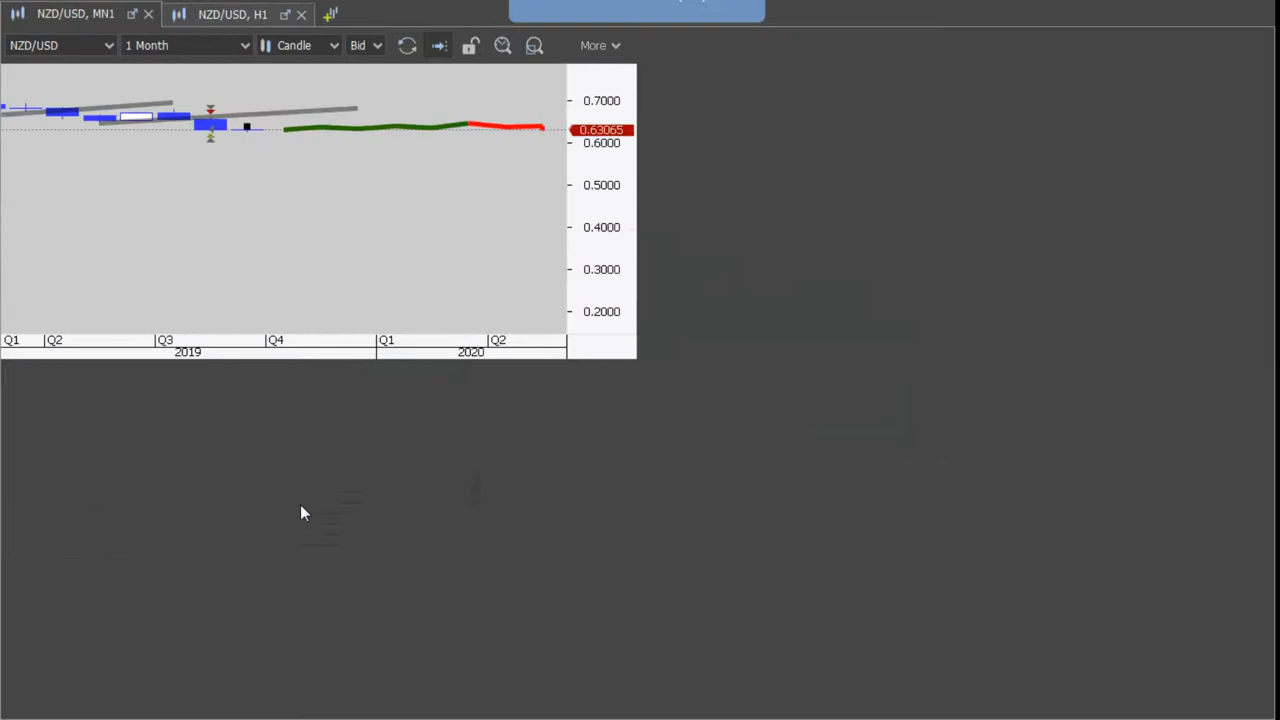 NZD/USD, MN1
NZD/USD, H1
NZD/USD
1 Month
Candle
Bid
More
0.7000
0.63065
0.6000
0.5000
0.4000
0.3000
0.2000
Q1 Q2 Q3 Q4 Q1 Q2
2019 2020